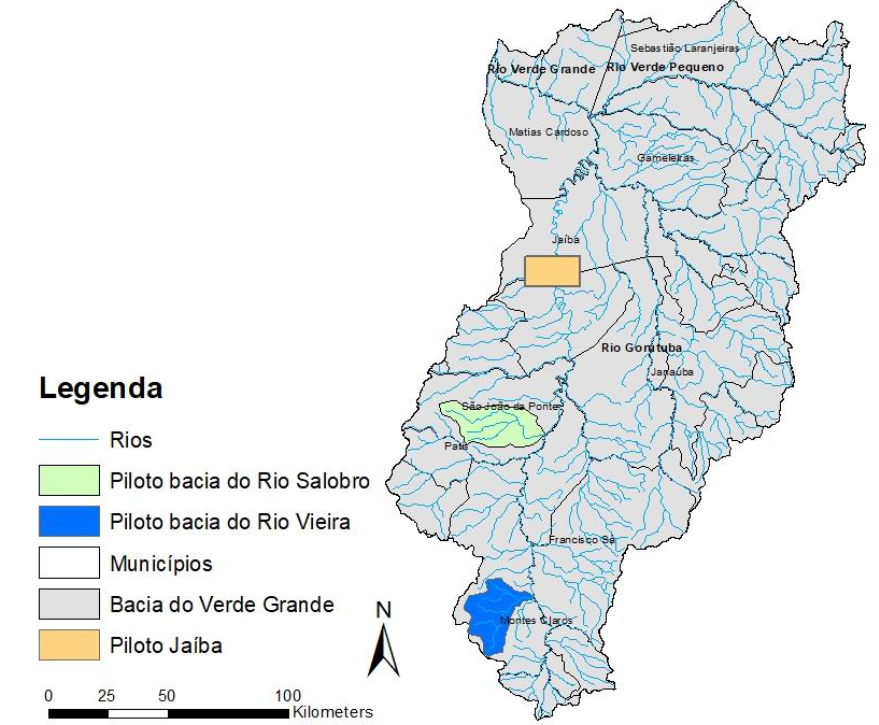 Sebastião Laranjeiras
Rio Verde Grande
Rio Verde Pequeno
Matias Cardoso
Gameleiras
Jaíba
Rio Gorutuba
Janaúba
São João da Ponte
Patis
Francisco Sá
Montes Claros
Legenda
Rios
Piloto bacia do Rio Salobro
Piloto bacia do Rio Vieira
Municípios
Bacia do Verde Grande
Piloto Jaíba
N
0 25 50 100
Kilometers